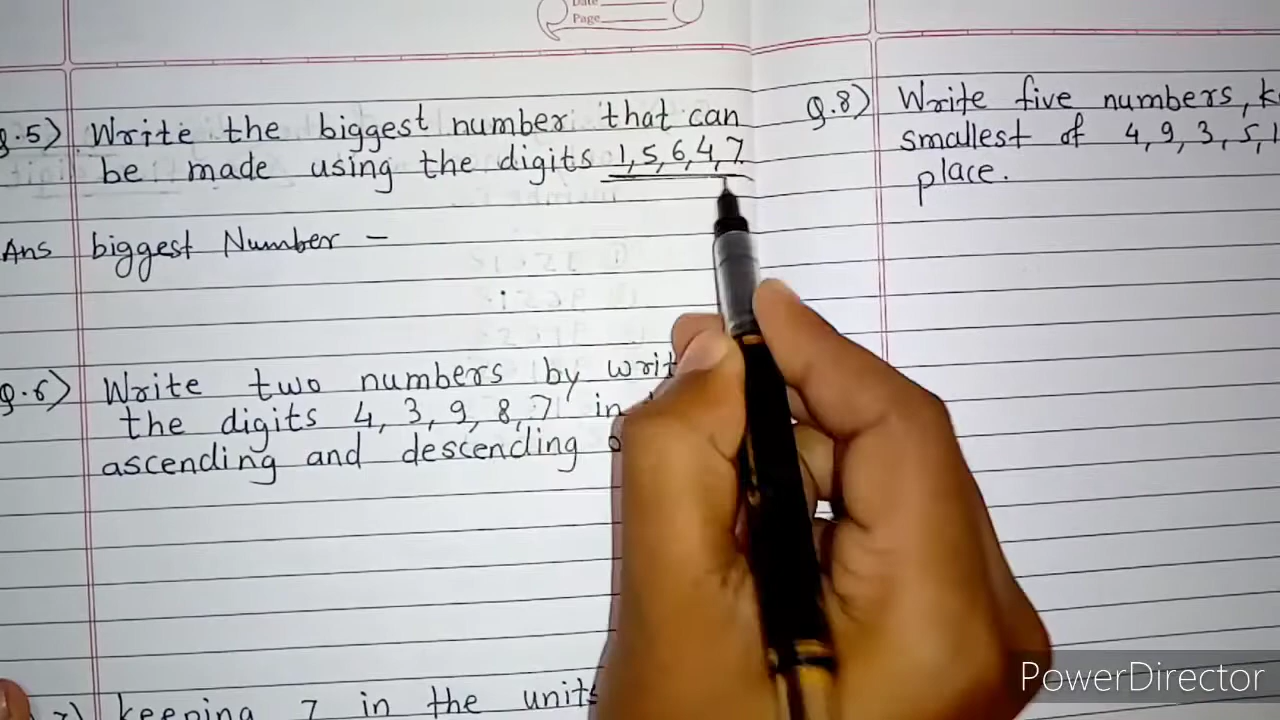 Date
Page
Q.5) Write the biggest number that can
be made using the digits 1,5,6,4,7
Ans biggest Number -
Q.6) Write two numbers by
the digits 4, 3, 9, 8, 7 in
ascending and descending
keeping 7 in the units
Q.8) Write five numbers,
smallest of 4, 9, 3, 5, 1
place.
PowerDirector